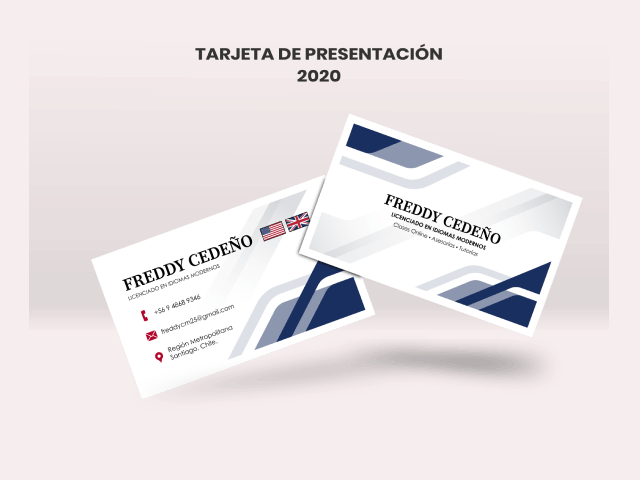 TARJETA DE PRESENTACIÓN
2020
FREDDY CEDEÑO
LICENCIADO EN IDIOMAS MODERNOS
+56 9 4868 9346
freddycm25@gmail.com
Región Metropolitana
Santiago, Chile.
FREDDY CEDEÑO
LICENCIADO EN IDIOMAS MODERNOS
Clases Online • Asesorías • Tutorías